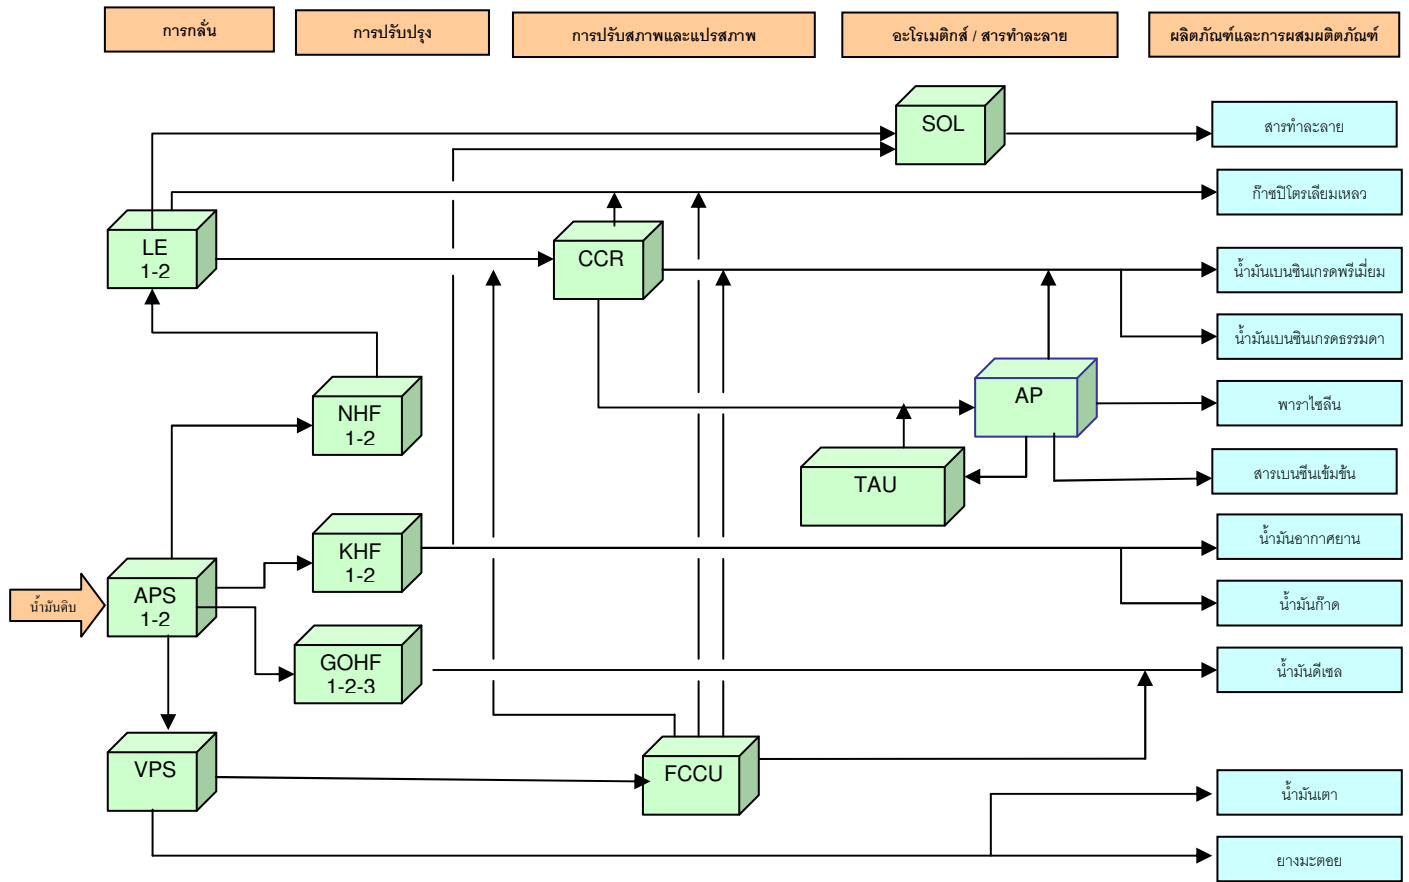 การกลั่น
การปรับปรุง
การปรับสภาพและแปรสภาพ
อะโรเมติกส์ / สารทำละลาย
ผลิตภัณฑ์และการผสมผติตภัณฑ์
SOL
สารทำละลาย
ก๊าซปิโตรเลียมเหลว
LE
1-2
CCR
น้ำมันเบนซินเกรดพรีเมี่ยม
น้ำมันเบนซินเกรดธรรมดา
NHF
1-2
AP
พาราไซลีน
TAU
สารเบนซีนเข้มข้น
KHF
1-2
น้ำมันอากาศยาน
น้ำมันดิบ
APS
1-2
น้ำมันก๊าด
GOHF
1-2-3
น้ำมันดีเซล
VPS
FCCU
น้ำมันเตา
ยางมะตอย